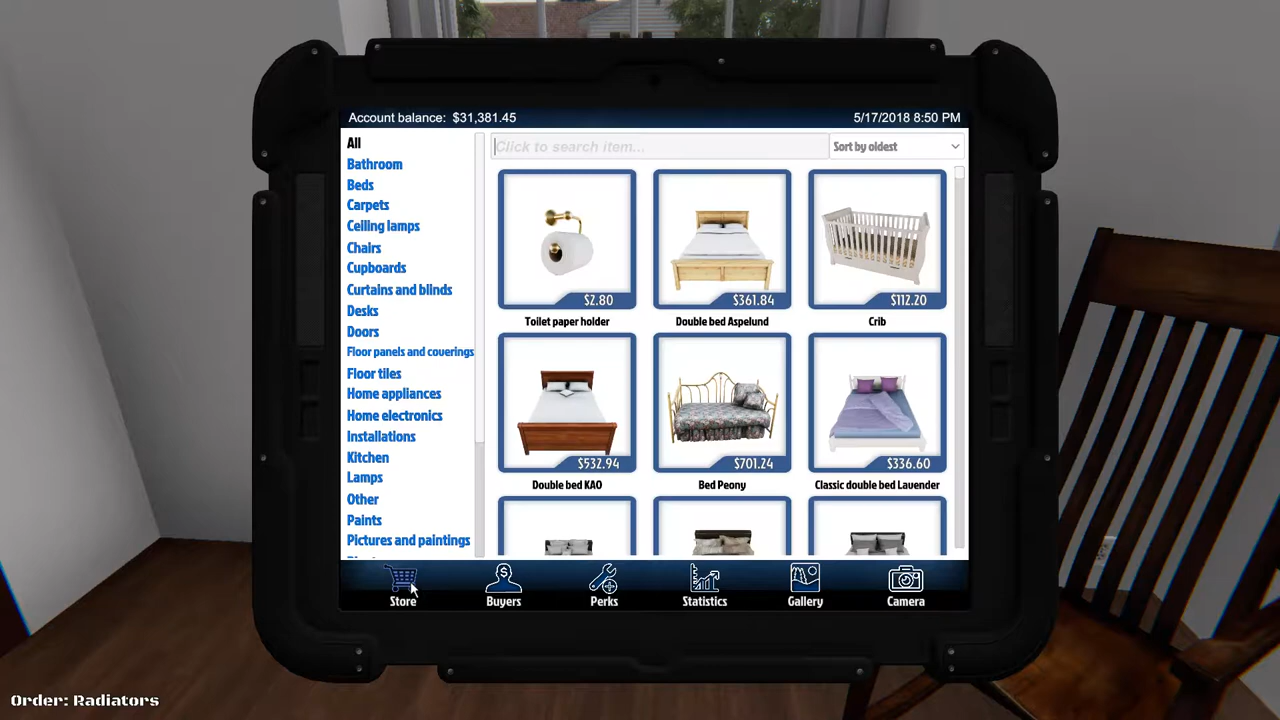 Account balance: $31,381.45
5/17/2018 8:50 PM
All
Bathroom
Beds
Carpets
Ceiling lamps
Chairs
Cupboards
Curtains and blinds
Desks
Doors
Floor panels and coverings
Floor tiles
Home appliances
Home electronics
Installations
Kitchen
Lamps
Other
Paints
Pictures and paintings
Click to search item...
Sort by oldest
$2.80
$361.84
$112.20
Toilet paper holder
Double bed Aspelund
Crib
$532.94
$701.24
$336.60
Double bed KAO
Bed Peony
Classic double bed Lavender
Store
Buyers
Perks
Statistics
Gallery
Camera
Order: Radiators